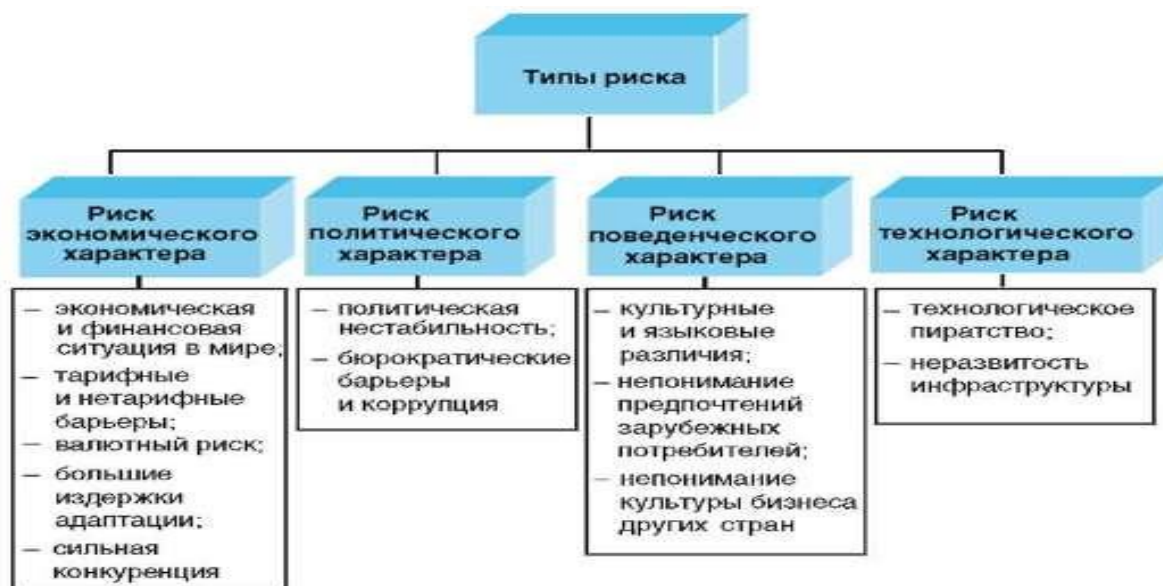 Типы риска
Риск
экономического
характера
– экономическая
и финансовая
ситуация в мире;
– тарифные
и нетарифные
барьеры;
– валютный риск;
– большие
издержки
адаптации;
– сильная
конкуренция
Риск
политического
характера
– политическая
нестабильность;
– бюрократические
барьеры
и коррупция
Риск
поведенческого
характера
– культурные
и языковые
различия;
– непонимание
предпочтений
зарубежных
потребителей;
– непонимание
культуры бизнеса
других стран
Риск
технологического
характера
– технологическое
пиратство;
– неразвитость
инфраструктуры